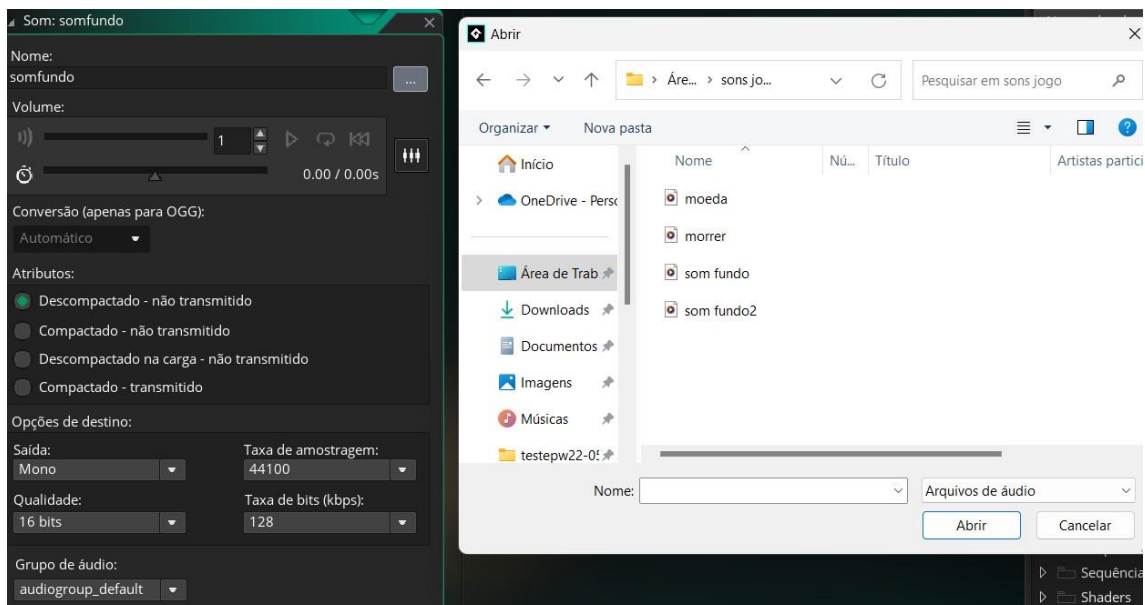 Som: somfundo
Nome:
somfundo
...
Volume:
1
0.00 / 0.00s
Conversão (apenas para OGG):
Automático
Atributos:
Descompactado - não transmitido
Compactado - não transmitido
Descompactado na carga - não transmitido
Compactado - transmitido
Opções de destino:
Saída: Taxa de amostragem:
Mono 44100
Qualidade: Taxa de bits (kbps):
16 bits 128
Grupo de áudio:
audiogroup_default
Abrir
Áre... > sons jo...
Pesquisar em sons jogo
Organizar Nova pasta
Início
OneDrive - Perso
Área de Trab
Downloads
Documentos
Imagens
Músicas
testepw22-05
Nome Nú... Título Artistas partici
moeda
morrer
som fundo
som fundo2
Nome: Arquivos de áudio
Abrir Cancelar
Sequência
Shaders